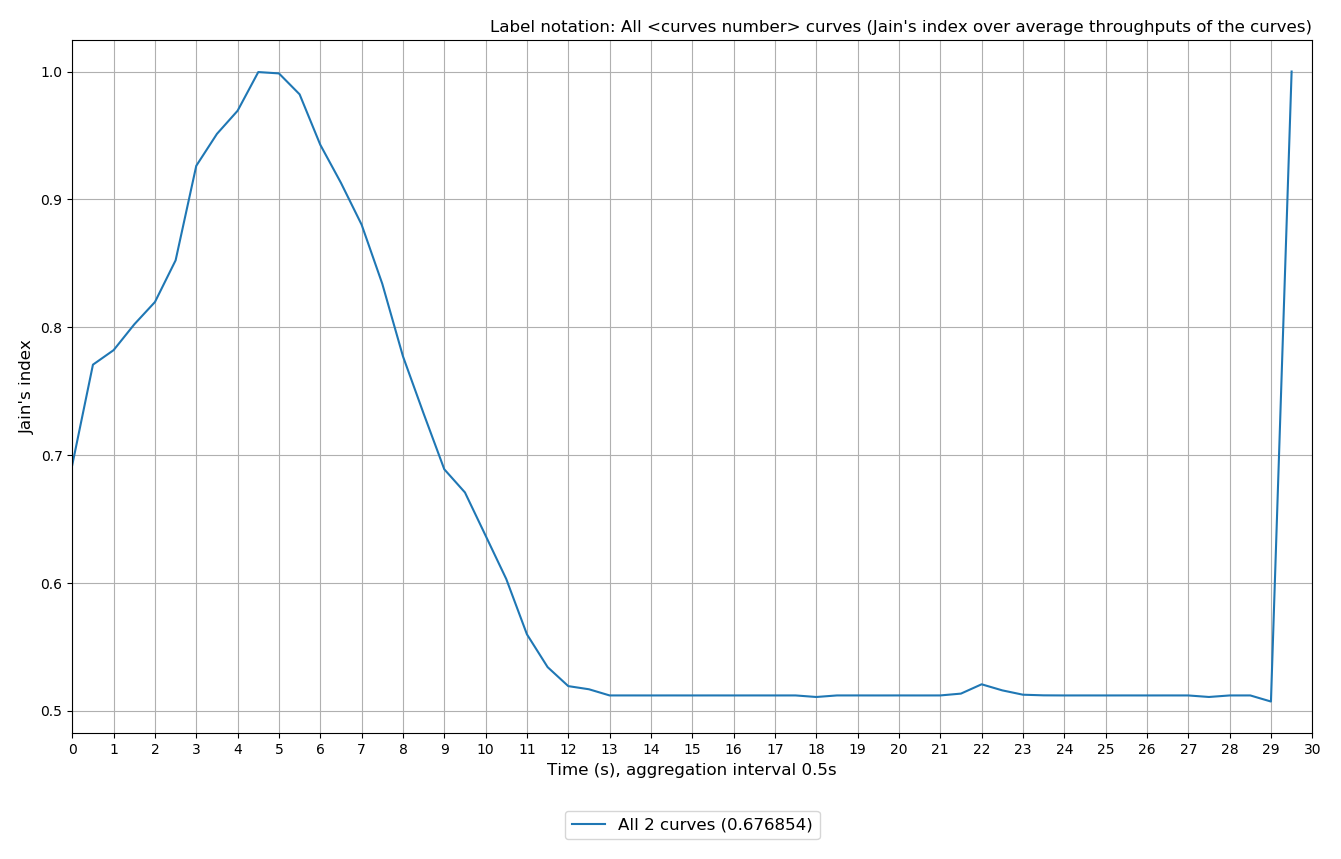 Label notation: All <curves number> curves (Jain's index over average throughputs of the curves)
1.0
0.9
0.8
0.7
0.6
0.5
Jain's index
0 1 2 3 4 5 6 7 8 9 10 11 12 13 14 15 16 17 18 19 20 21 22 23 24 25 26 27 28 29 30
Time (s), aggregation interval 0.5s
All 2 curves (0.676854)